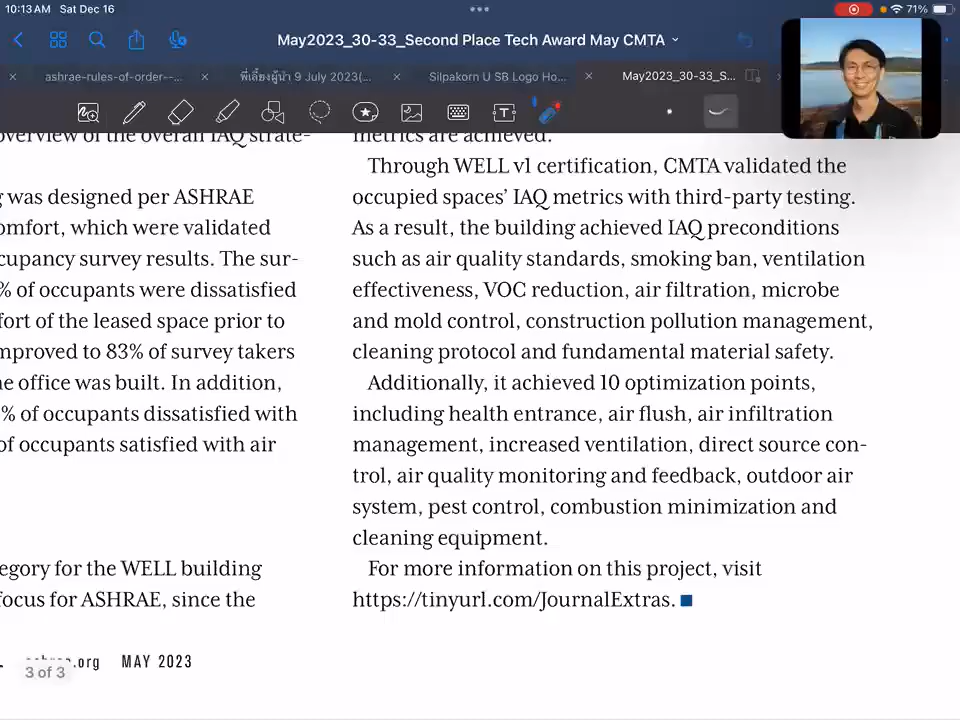 10:13 AM Sat Dec 16
71%
May2023_30-33_Second Place Tech Award May CMTA
ashrae-rules-of-order--...
พี่เลี้ยงผู้นำ 9 July 2023(...
Silpakorn U SB Logo Ho...
May2023_30-33_S...
overview of the overall IAQ strate-
was designed per ASHRAE
omfort, which were validated
cupancy survey results. The sur-
% of occupants were dissatisfied
fort of the leased space prior to
mproved to 83% of survey takers
e office was built. In addition,
% of occupants dissatisfied with
of occupants satisfied with air
egory for the WELL building
focus for ASHRAE, since the
metrics are achieved.
Through WELL v1 certification, CMTA validated the
occupied spaces' IAQ metrics with third-party testing.
As a result, the building achieved IAQ preconditions
such as air quality standards, smoking ban, ventilation
effectiveness, VOC reduction, air filtration, microbe
and mold control, construction pollution management,
cleaning protocol and fundamental material safety.
Additionally, it achieved 10 optimization points,
including health entrance, air flush, air infiltration
management, increased ventilation, direct source con-
trol, air quality monitoring and feedback, outdoor air
system, pest control, combustion minimization and
cleaning equipment.
For more information on this project, visit
https://tinyurl.com/JournalExtras.
ashrae.org MAY 2023
3 of 3